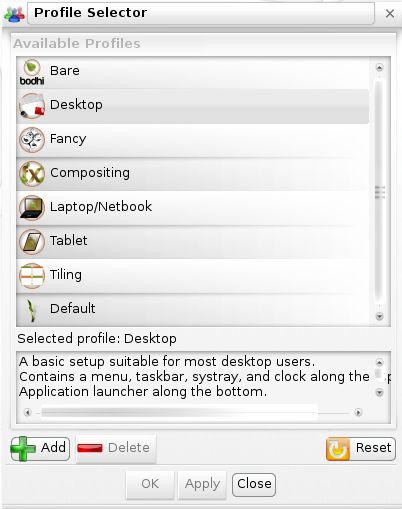 Profile Selector
Available Profiles
bodhi
Bare
Desktop
Fancy
fx
Compositing
Laptop/Netbook
Tablet
Tiling
Default
Selected profile: Desktop
A basic setup suitable for most desktop users.
Contains a menu, taskbar, systray, and clock along the
Application launcher along the bottom.
Add
Delete
Reset
OK
Apply
Close